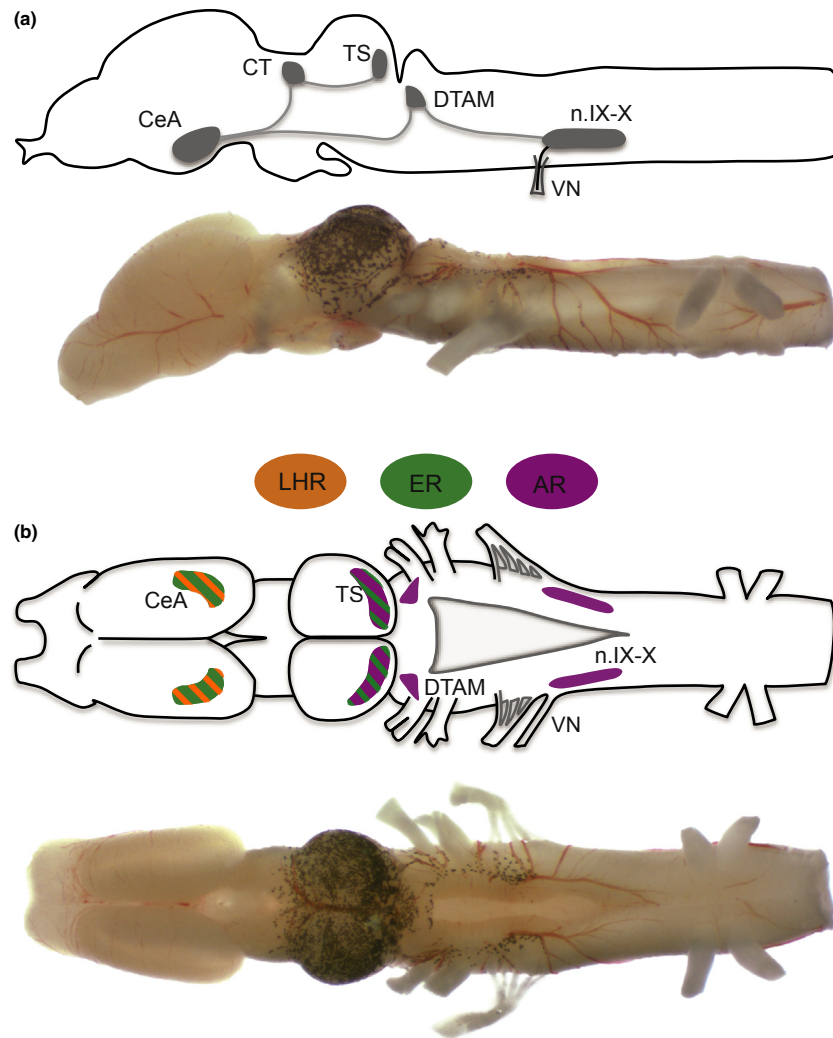 (a)
CT
TS
CeA
DTAM
n.IX-X
VN
LHR ER AR
(b)
CeA
TS
n.IX-X
DTAM
VN